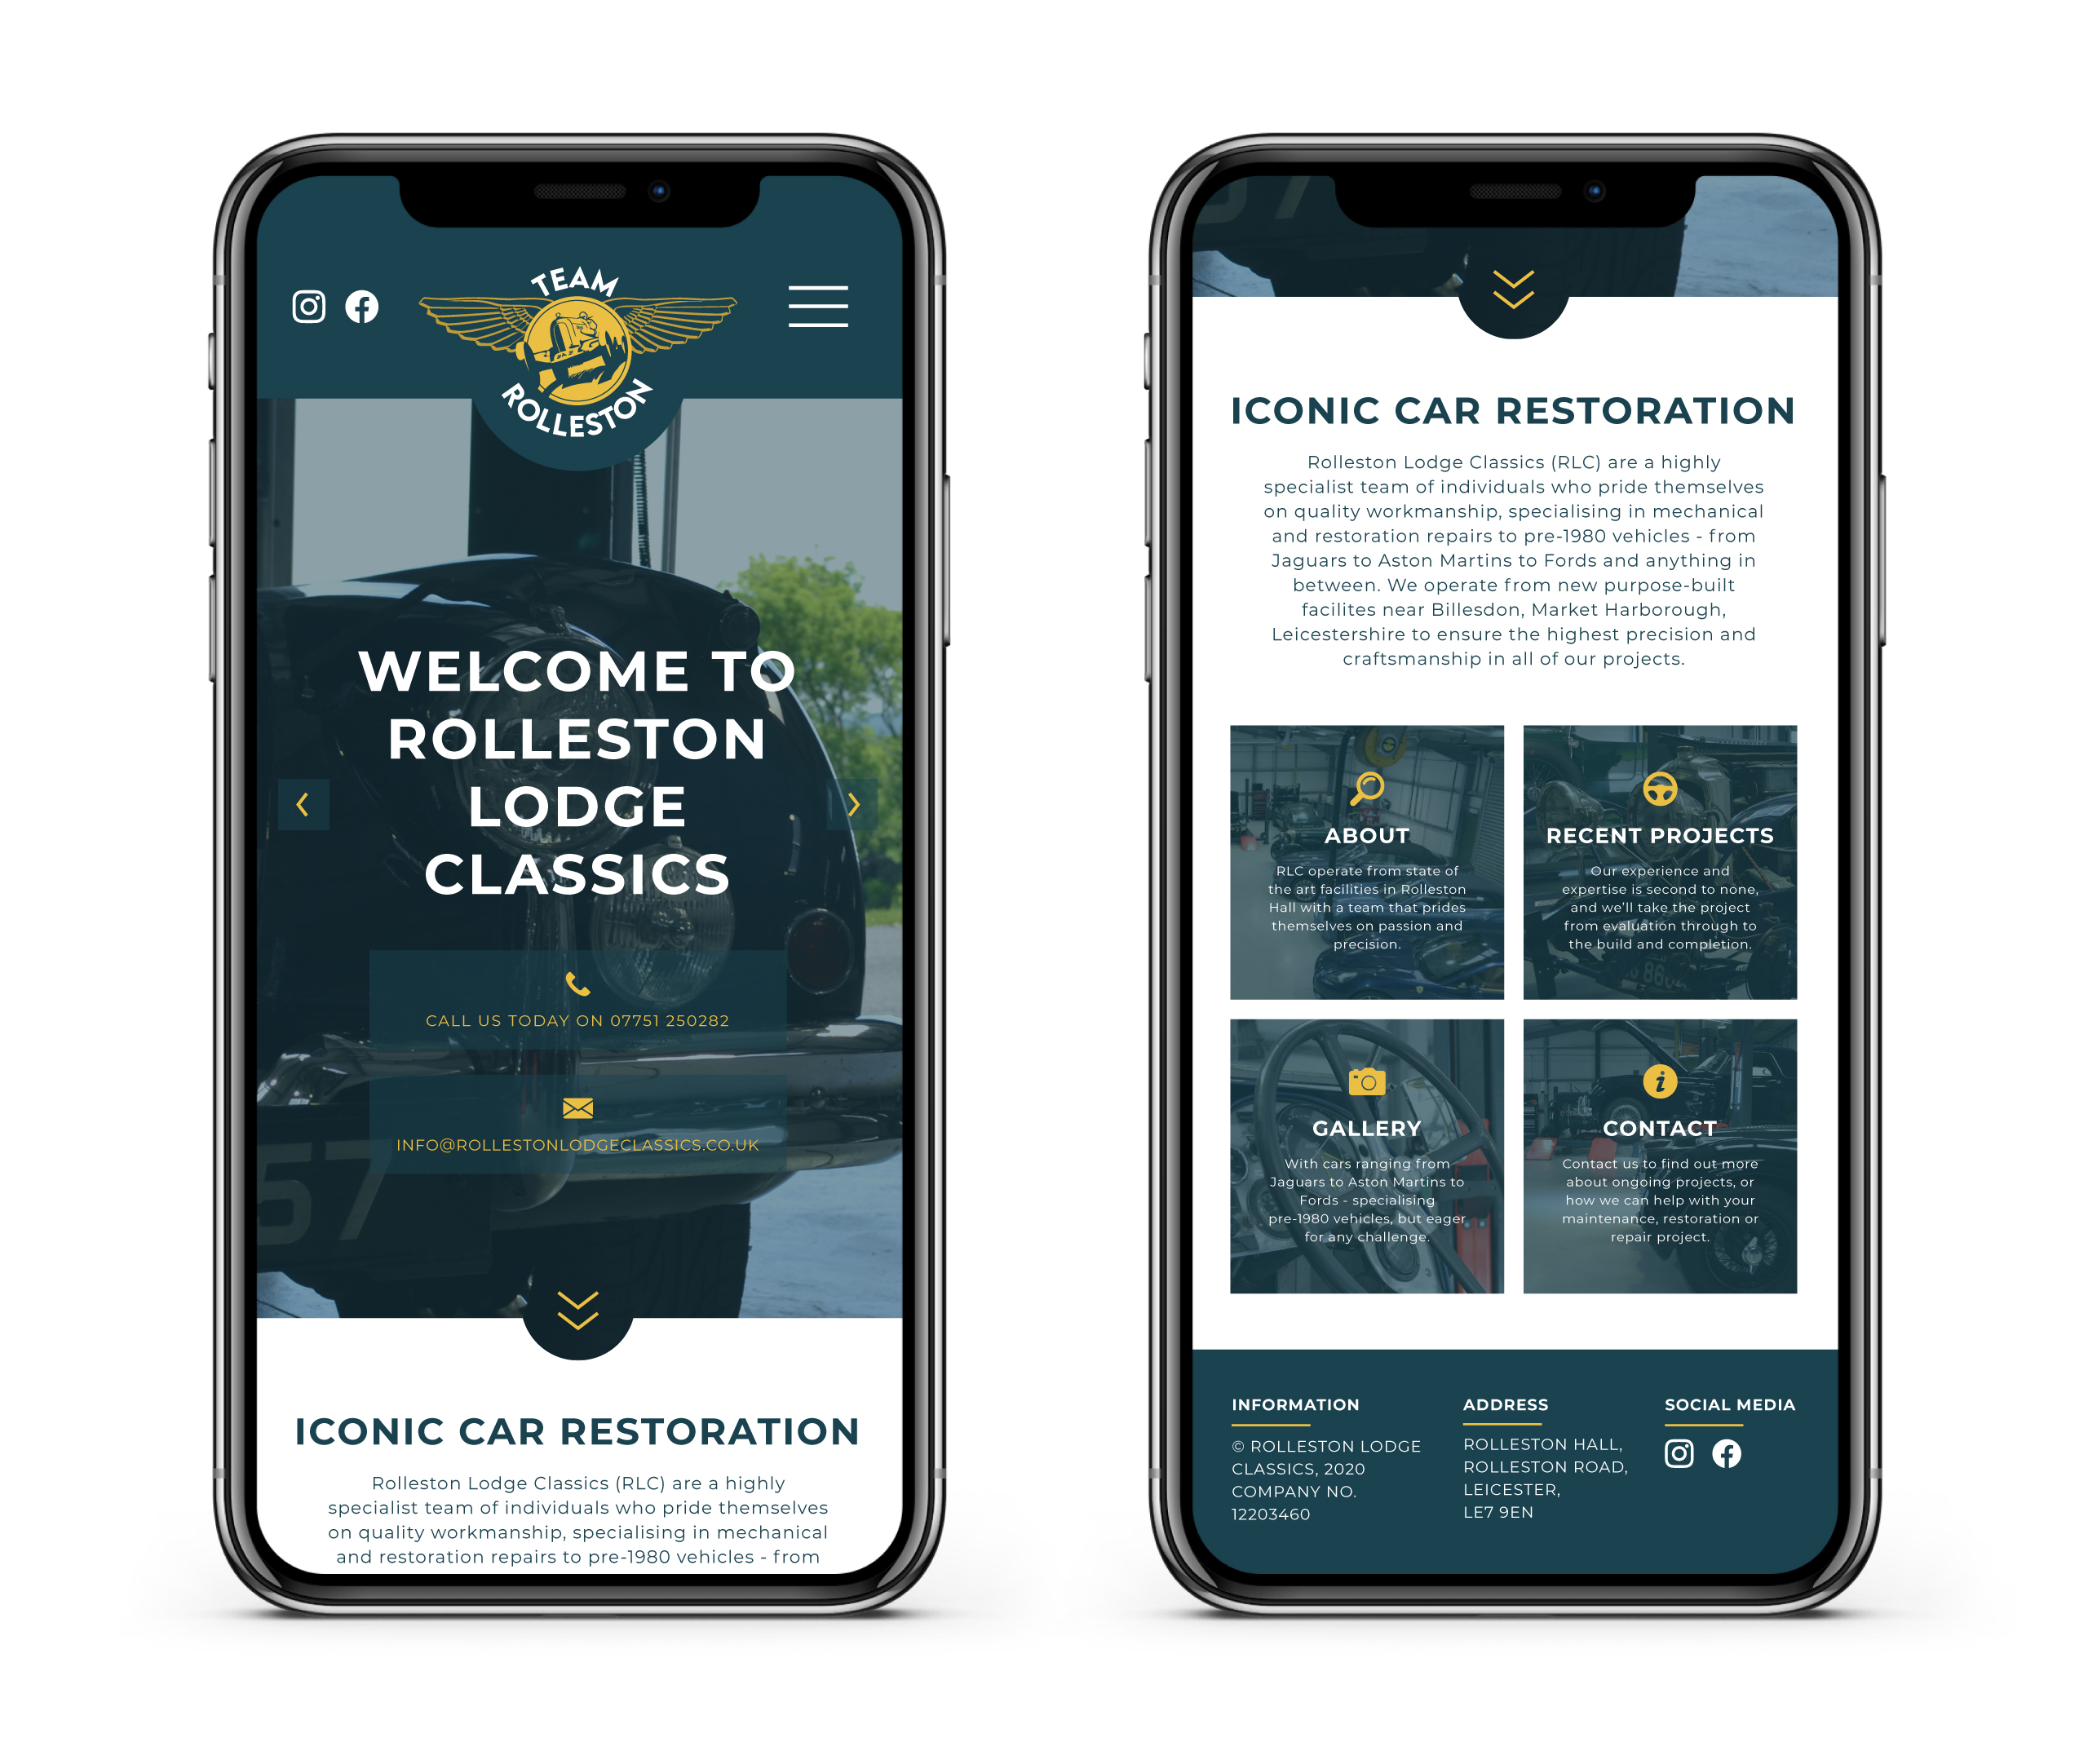 TEAM
ROLLESTON
WELCOME TO
ROLLESTON
LODGE
CLASSICS
CALL US TODAY ON 07751 250282
INFO@ROLLESTONLODGECLASSICS.CO.UK
57
ICONIC CAR RESTORATION
Rolleston Lodge Classics (RLC) are a highly
specialist team of individuals who pride themselves
on quality workmanship, specialising in mechanical
and restoration repairs to pre-1980 vehicles - from
ICONIC CAR RESTORATION
Rolleston Lodge Classics (RLC) are a highly
specialist team of individuals who pride themselves
on quality workmanship, specialising in mechanical
and restoration repairs to pre-1980 vehicles - from
Jaguars to Aston Martins to Fords and anything in
between. We operate from new purpose-built
facilites near Billesdon, Market Harborough,
Leicestershire to ensure the highest precision and
craftsmanship in all of our projects.
ABOUT
RLC operate from state of
the art facilities in Rolleston
Hall with a team that prides
themselves on passion and
precision.
RECENT PROJECTS
Our experience and
expertise is second to none,
and we'll take the project
from evaluation through to
the build and completion.
GALLERY
With cars ranging from
Jaguars to Aston Martins to
Fords - specialising
pre-1980 vehicles, but eager
for any challenge.
CONTACT
Contact us to find out more
about ongoing projects, or
how we can help with your
maintenance, restoration or
repair project.
INFORMATION
© ROLLESTON LODGE
CLASSICS, 2020
COMPANY NO.
12203460
ADDRESS
ROLLESTON HALL,
ROLLESTON ROAD,
LEICESTER,
LE7 9EN
SOCIAL MEDIA